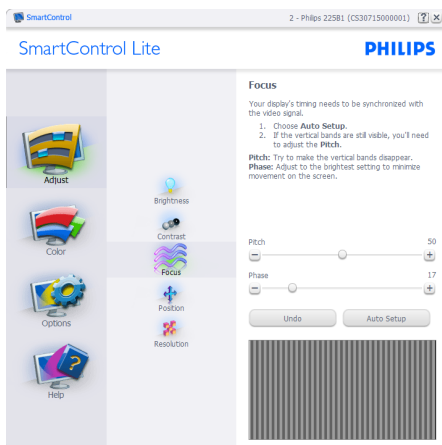 SmartControl
2 - Philips 225B1 (CS30715000001)
?
SmartControl Lite
PHILIPS
Adjust
Color
Options
Help
Brightness
Contrast
Focus
Position
Resolution
Focus
Your display's timing needs to be synchronized with
the video signal.
1. Choose Auto Setup.
2. If the vertical bands are still visible, you'll need
to adjust the Pitch.
Pitch: Try to make the vertical bands disappear.
Phase: Adjust to the brightest setting to minimize
movement on the screen.
Pitch 50
Phase 17
Undo
Auto Setup